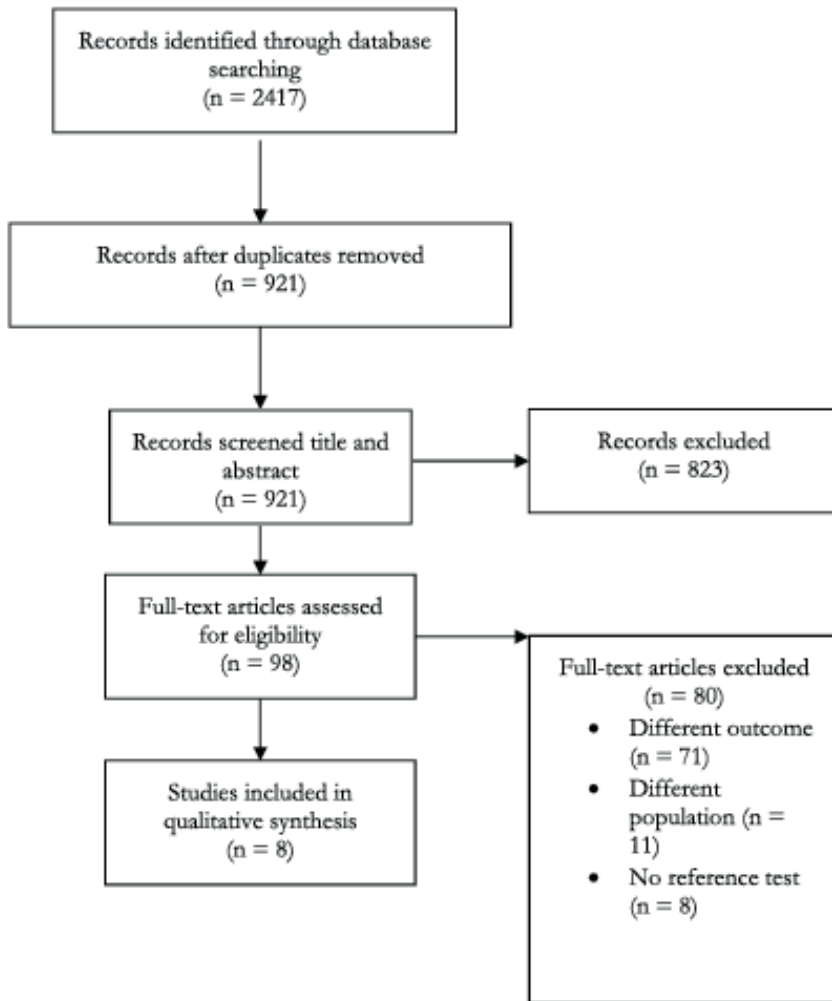 Records identified through database
searching
(n = 2417)
Records after duplicates removed
(n = 921)
Records screened title and
abstract
(n = 921)
Records excluded
(n = 823)
Full-text articles assessed
for eligibility
(n = 98)
Full-text articles excluded
(n = 80)
• Different outcome
(n = 71)
• Different
population (n =
11)
• No reference test
(n = 8)
Studies included in
qualitative synthesis
(n = 8)